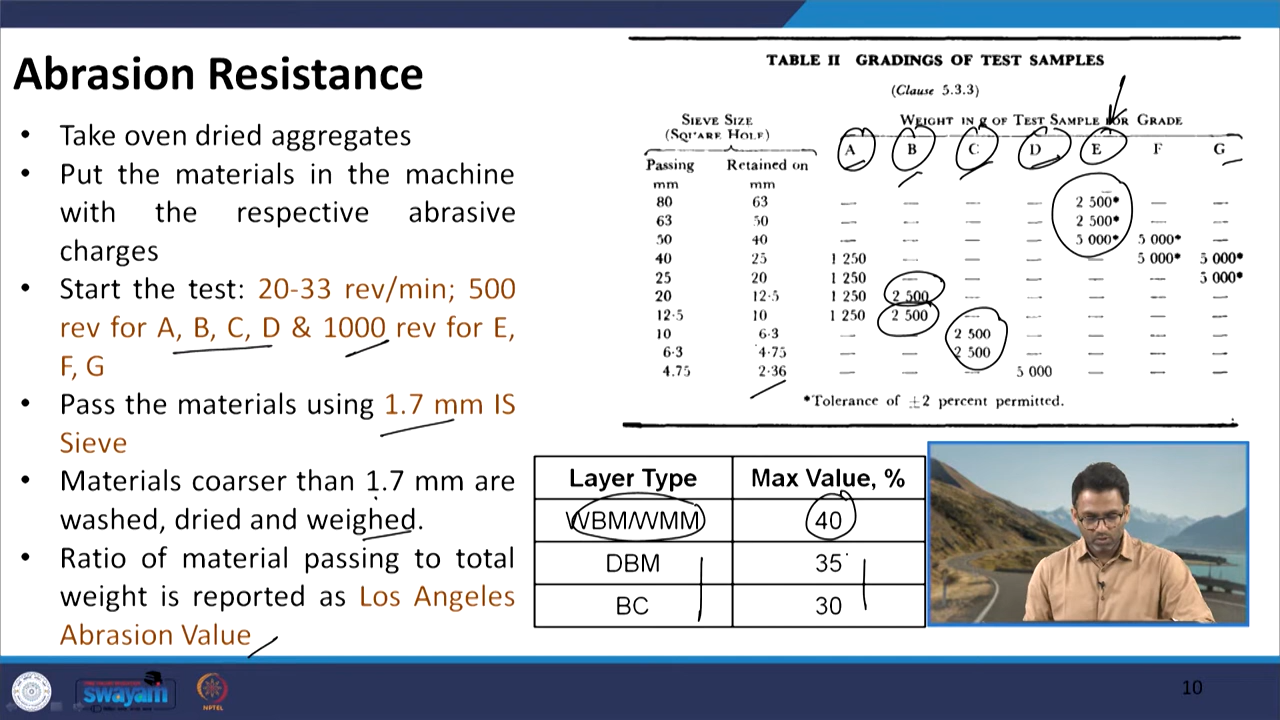 Abrasion Resistance
• Take oven dried aggregates
• Put the materials in the machine
with the respective abrasive
charges
• Start the test: 20-33 rev/min; 500
rev for A, B, C, D & 1000 rev for E,
F, G
• Pass the materials using 1.7 mm IS
Sieve
• Materials coarser than 1.7 mm are
washed, dried and weighed.
• Ratio of material passing to total
weight is reported as Los Angeles
Abrasion Value
TABLE II GRADINGS OF TEST SAMPLES
(Clause 5.3.3)
SIEVE SIZE
(SQUARE HOLE)
WEIGHT IN g OF TEST SAMPLE FOR GRADE
Passing Retained on A B C D E F G
mm mm
80 63 — — — — 2 500* — —
63 50 — — — — 2 500* — —
50 40 — — — — 5 000* 5 000* —
40 25 1 250 — — — — 5 000* 5 000*
25 20 1 250 — — — — — 5 000*
20 12·5 1 250 2 500 — — — — —
12·5 10 1 250 2 500 — — — — —
10 6·3 — — 2 500 — — — —
6·3 4·75 — — 2 500 — — — —
4.75 2·36 — — — 5 000 — — —
*Tolerance of ±2 percent permitted.
Layer Type Max Value, %
WBM/WMM 40
DBM 35
BC 30
swayam
NPTEL
10